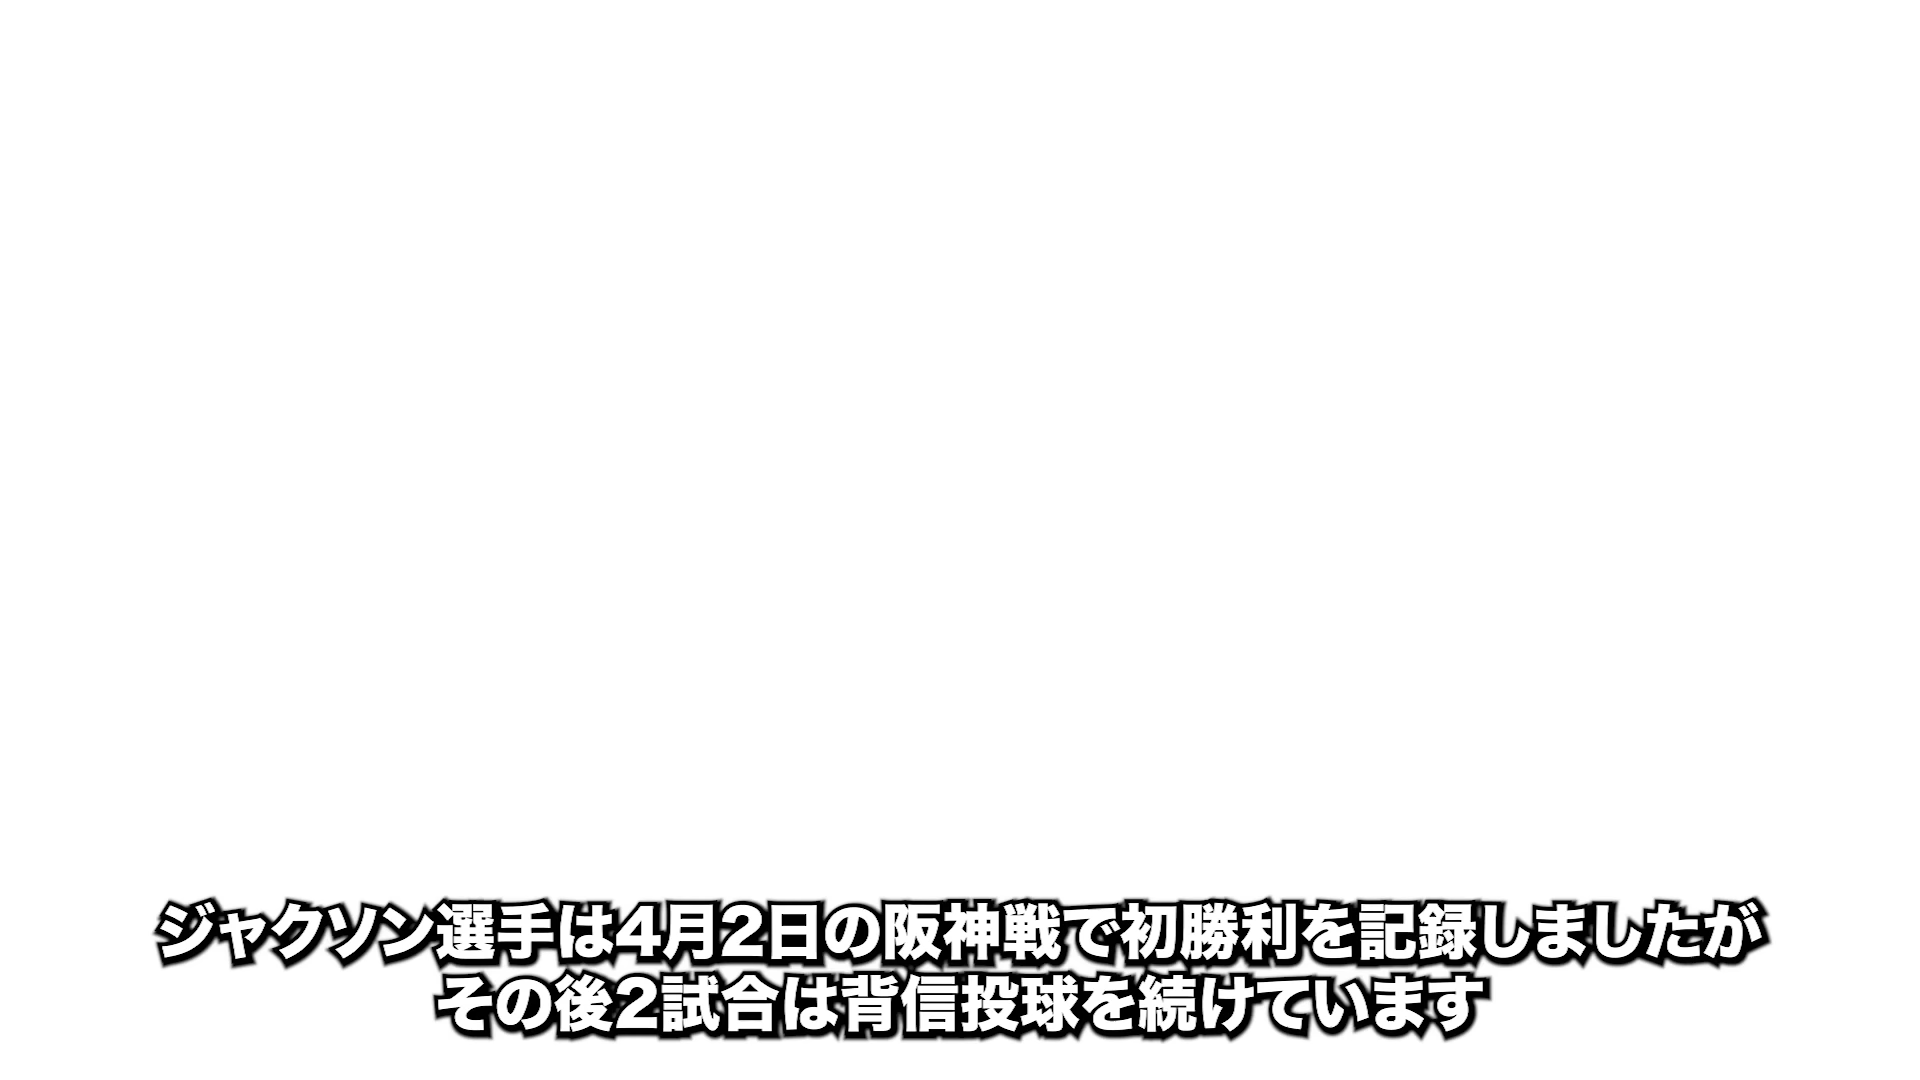 ジャクソン選手は4月2日の阪神戦で初勝利を記録しましたが
その後2試合は背信投球を続けています